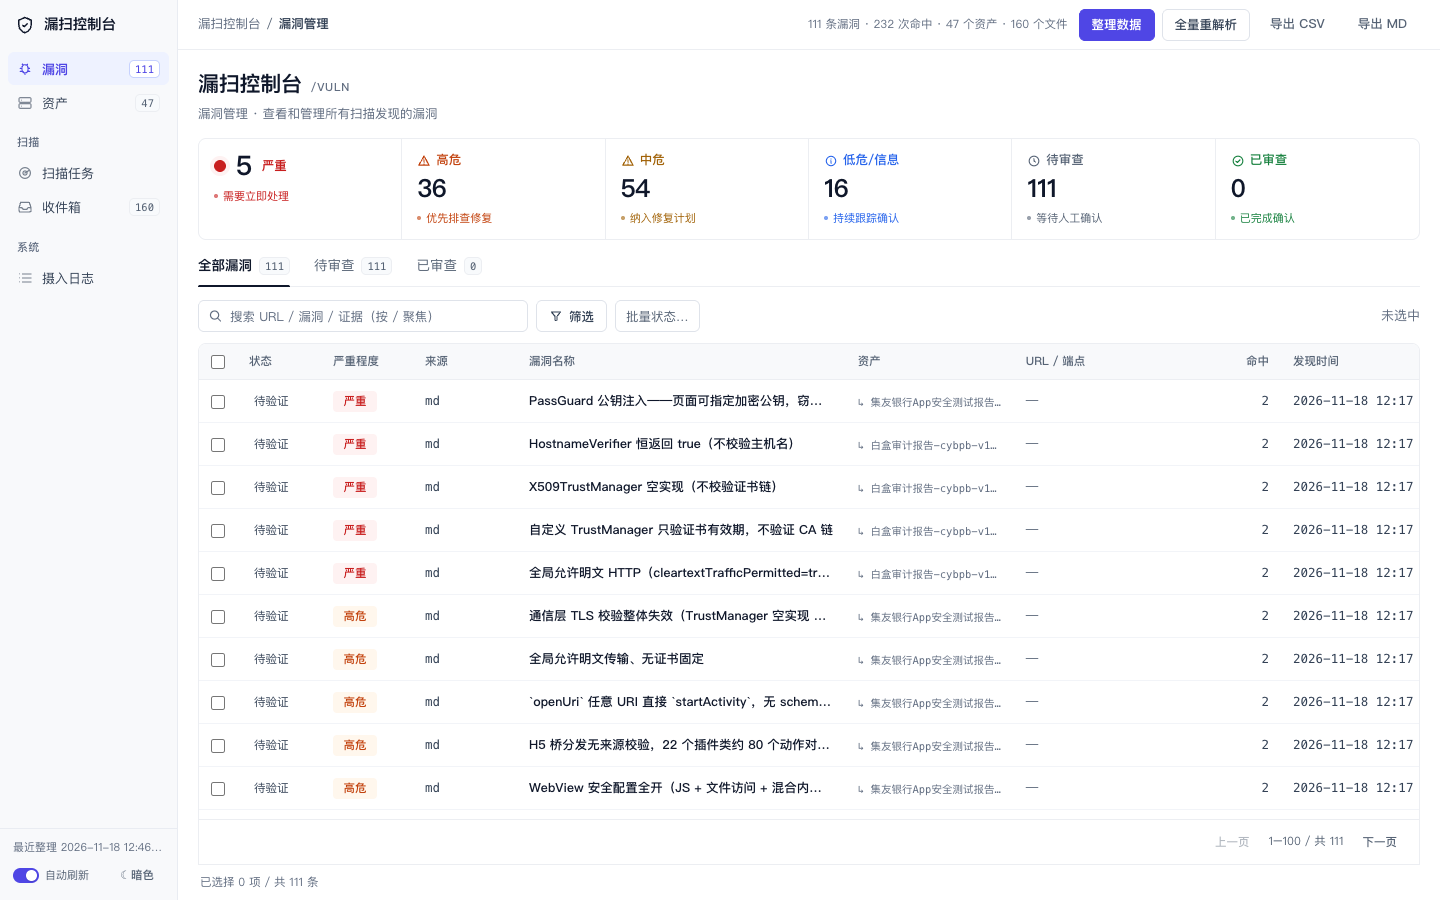 漏扫控制台
漏洞 111
资产 47
扫描
扫描任务
收件箱 160
系统
摄入日志
最近整理 2026-11-18 12:46...
自动刷新 ☾暗色
漏扫控制台 / 漏洞管理
111 条漏洞 · 232 次命中 · 47 个资产 · 160 个文件 整理数据 全量重解析 导出 CSV 导出 MD
漏扫控制台 /VULN
漏洞管理 · 查看和管理所有扫描发现的漏洞
5 严重
需要立即处理
高危
36
优先排查修复
中危
54
纳入修复计划
低危/信息
16
持续跟踪确认
待审查
111
等待人工确认
已审查
0
已完成确认
全部漏洞 111 待审查 111 已审查 0
搜索 URL / 漏洞 / 证据（按 / 聚焦） 筛选 批量状态... 未选中
状态 严重程度 来源 漏洞名称 资产 URL / 端点 命中 发现时间
待验证 严重 md PassGuard 公钥注入——页面可指定加密公钥，窃... ↳ 集友银行App安全测试报告… — 2 2026-11-18 12:17
待验证 严重 md HostnameVerifier 恒返回 true（不校验主机名） ↳ 白盒审计报告-cybpb-v1… — 2 2026-11-18 12:17
待验证 严重 md X509TrustManager 空实现（不校验证书链） ↳ 白盒审计报告-cybpb-v1… — 2 2026-11-18 12:17
待验证 严重 md 自定义 TrustManager 只验证书有效期，不验证 CA 链 ↳ 白盒审计报告-cybpb-v1… — 2 2026-11-18 12:17
待验证 严重 md 全局允许明文 HTTP（cleartextTrafficPermitted=tr... ↳ 白盒审计报告-cybpb-v1… — 2 2026-11-18 12:17
待验证 高危 md 通信层 TLS 校验整体失效（TrustManager 空实现 ... ↳ 集友银行App安全测试报告… — 2 2026-11-18 12:17
待验证 高危 md 全局允许明文传输、无证书固定 ↳ 集友银行App安全测试报告… — 2 2026-11-18 12:17
待验证 高危 md `openUri` 任意 URI 直接 `startActivity`，无 schem... ↳ 集友银行App安全测试报告… — 2 2026-11-18 12:17
待验证 高危 md H5 桥分发无来源校验，22 个插件类约 80 个动作对... ↳ 集友银行App安全测试报告… — 2 2026-11-18 12:17
待验证 高危 md WebView 安全配置全开（JS + 文件访问 + 混合内... ↳ 集友银行App安全测试报告… — 2 2026-11-18 12:17
上一页 1–100 / 共 111 下一页
已选择 0 项 / 共 111 条